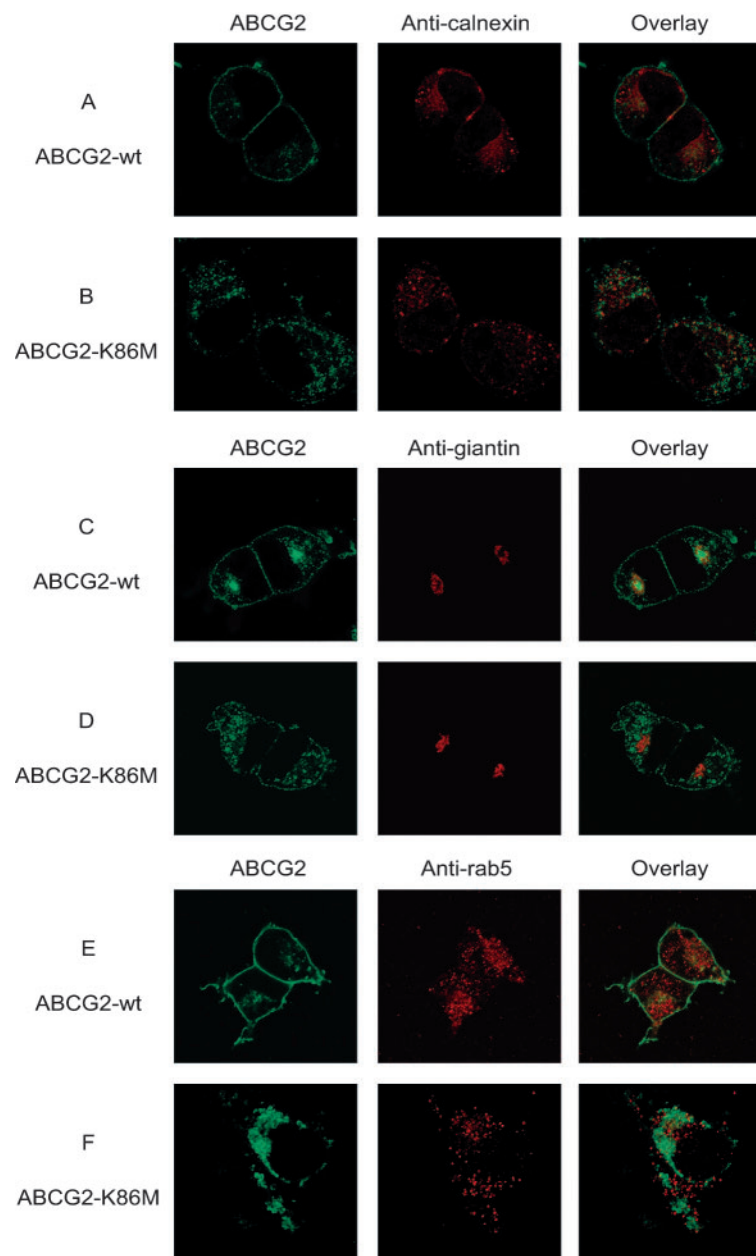 ABCG2 Anti-calnexin Overlay
A
ABCG2-wt
B
ABCG2-K86M
ABCG2 Anti-giantin Overlay
C
ABCG2-wt
D
ABCG2-K86M
ABCG2 Anti-rab5 Overlay
E
ABCG2-wt
F
ABCG2-K86M